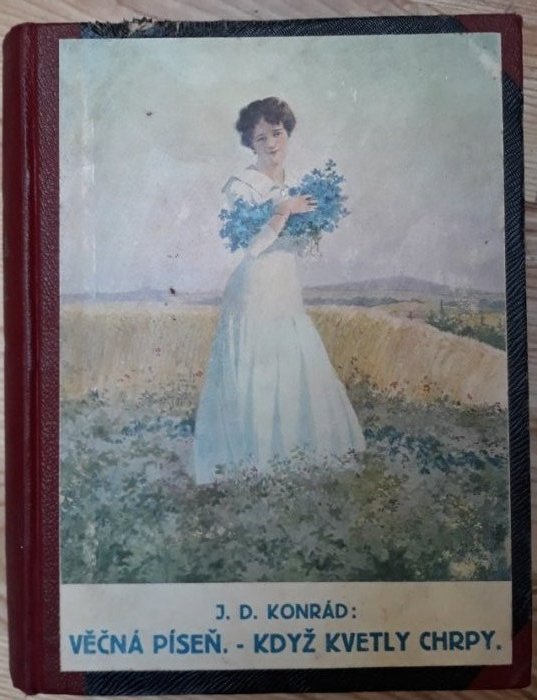 J. D. KONRÁD:
VĚČNÁ PÍSEŇ. - KDYŽ KVETLY CHRPY.